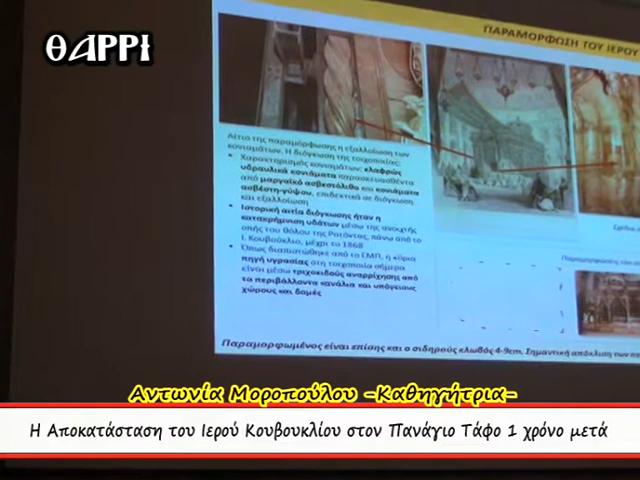 ΘΑΡΡΙ
ΠΑΡΑΜΟΡΦΩΣΗ ΤΟΥ ΙΕΡΟΥ
Αίτιο της παραμόρφωσης η εξαλλοίωση των
κονιαμάτων. Η διόγκωση της τοιχοποιίας:
• Χαρακτηρισμός κονιαμάτων: ελαφρώς
υδραυλικά κονιάματα παρασκευασθέντα
από μαργαϊκό ασβεστόλιθο και κονιάματα
ασβέστη-γύψου, επιδεκτικά σε διόγκωση
και εξαλλοίωση
• Ιστορική αιτία διόγκωσης ήταν η
κατακρήμνιση υδάτων μέσω της ανοιχτής
οπής του θόλου της Ροτόντας, πάνω από το
Ι. Κουβούκλιο, μέχρι το 1868
• Όπως διαπιστώθηκε από το ΕΜΠ, η κύρια
πηγή υγρασίας στη τοιχοποιία σήμερα
είναι μέσω τριχοειδούς αναρρίχησης από
τα περιβάλλοντα κανάλια και υπόγειους
χώρους και δομές
Παραμορφωμένος είναι επίσης και ο σιδηρούς κλωβός 4-9cm. Σημαντική απόκλιση των
Αντωνία Μοροπούλου -Καθηγήτρια-
Η Αποκατάσταση του Ιερού Κουβουκλίου στον Πανάγιο Τάφο 1 χρόνο μετά